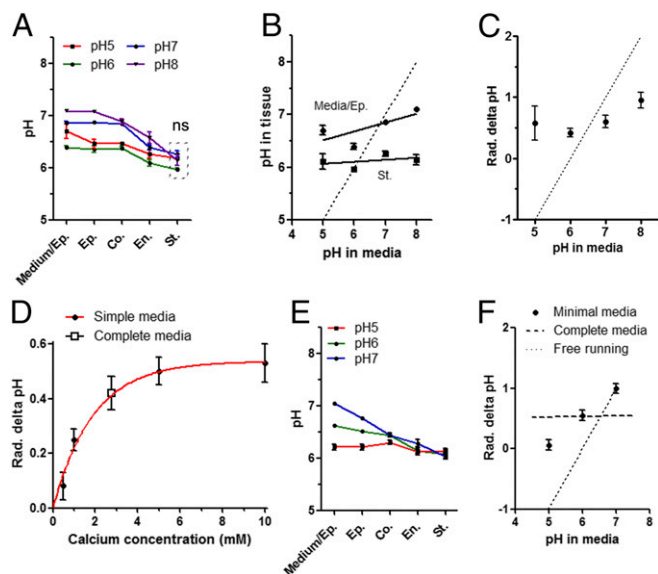 A
pH5
pH7
pH6
pH8
7
6
5
pH
ns
Medium/Ep.
Ep.
Co.
En.
St.
B
8
7
6
5
pH in tissue
Media/Ep.
St.
4
5
6
7
8
pH in media
C
2
1
0
-1
Rad. delta pH
5
6
7
8
pH in media
D
Simple media
Complete media
0.6
0.4
0.2
0.0
Rad. delta pH
0
2
4
6
8
10
Calcium concentration (mM)
E
pH5
pH6
pH7
8
7
6
5
pH
Medium/Ep.
Ep.
Co.
En.
St.
F
Minimal media
Complete media
Free running
2
1
0
-1
Rad. delta pH
4
5
6
7
8
pH in media